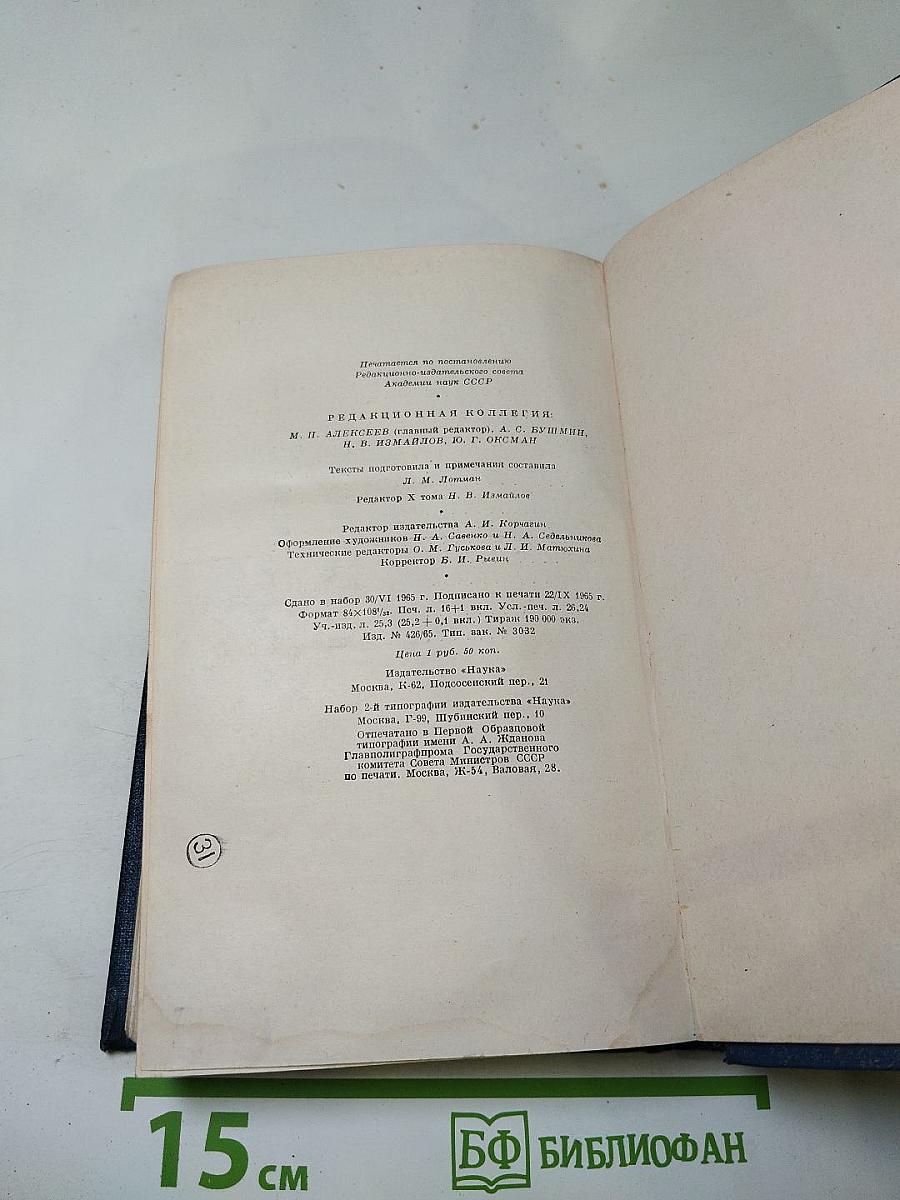 Печатается по постановлению
Редакционно-издательского совета
Академии наук СССР
РЕДАКЦИОННАЯ КОЛЛЕГИЯ:
М. П. АЛЕКСЕЕВ (главный редактор), А. С. БУШМИН,
Н. В. ИЗМАЙЛОВ, Ю. Г. ОКСМАН
Тексты подготовила и примечания составила
Л. М. Лотман
Редактор X тома Н. В. Измайлов
Редактор издательства А. И. Корчагин
Оформление художников Н. А. Савенко и Н. А. Седельникова
Технические редакторы О. М. Гуськова и Л. И. Матюхина
Корректор Б. И. Рывин
Сдано в набор 30/VI 1965 г. Подписано к печати 22/IX 1965 г.
Формат 84×108¹/₃₂. Печ. л. 16+1 вкл. Усл.-печ. л. 26,24
Уч.-изд. л. 25,3 (25,2 + 0,1 вкл.) Тираж 190 000 экз.
Изд. № 426/65. Тип. зак. № 3032
Цена 1 руб. 50 коп.
Издательство «Наука»
Москва, К-62, Подсосенский пер., 21
Набор 2-й типографии издательства «Наука»
Москва, Г-99, Шубинский пер., 10
Отпечатано в Первой Образцовой
типографии имени А. А. Жданова
Главполиграфпрома Государственного
комитета Совета Министров СССР
по печати. Москва, Ж-54, Валовая, 28.
31
15 см
БФ БИБЛИОФАН